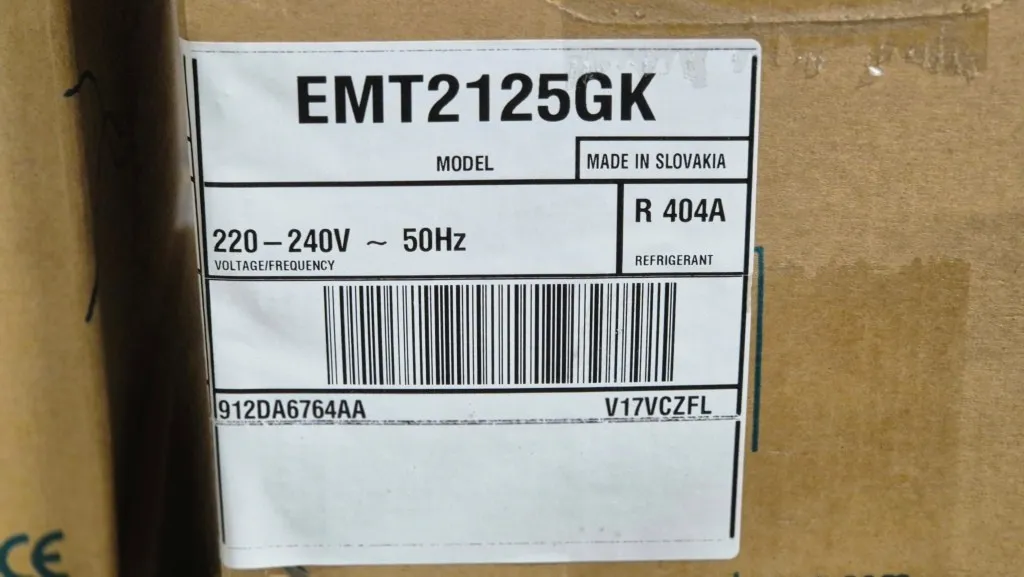 EMT2125GK
MODEL
MADE IN SLOVAKIA
R 404A
220-240V ~ 50Hz
VOLTAGE/FREQUENCY
REFRIGERANT
912DA6764AA
V17VCZFL
CE